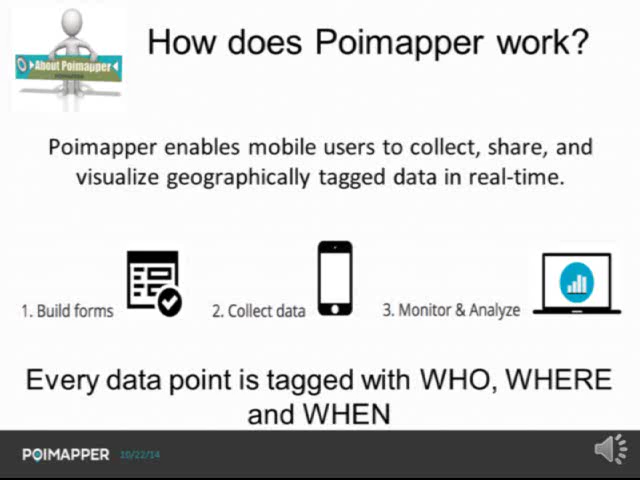 How does Poimapper work?
About Poimapper
Poimapper enables mobile users to collect, share, and
visualize geographically tagged data in real-time.
1. Build forms
2. Collect data
3. Monitor & Analyze
Every data point is tagged with WHO, WHERE
and WHEN
POIMAPPER 10/22/14